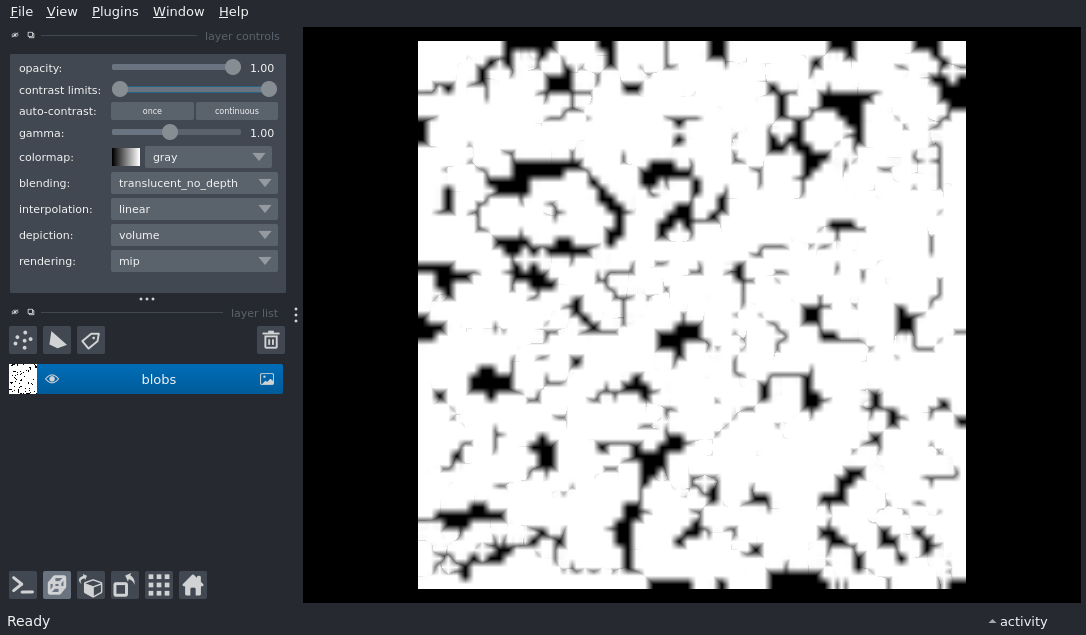 File View Plugins Window Help
layer controls
opacity: 1.00
contrast limits:
auto-contrast: once continuous
gamma: 1.00
colormap: gray
blending: translucent_no_depth
interpolation: linear
depiction: volume
rendering: mip
layer list
blobs
Ready activity